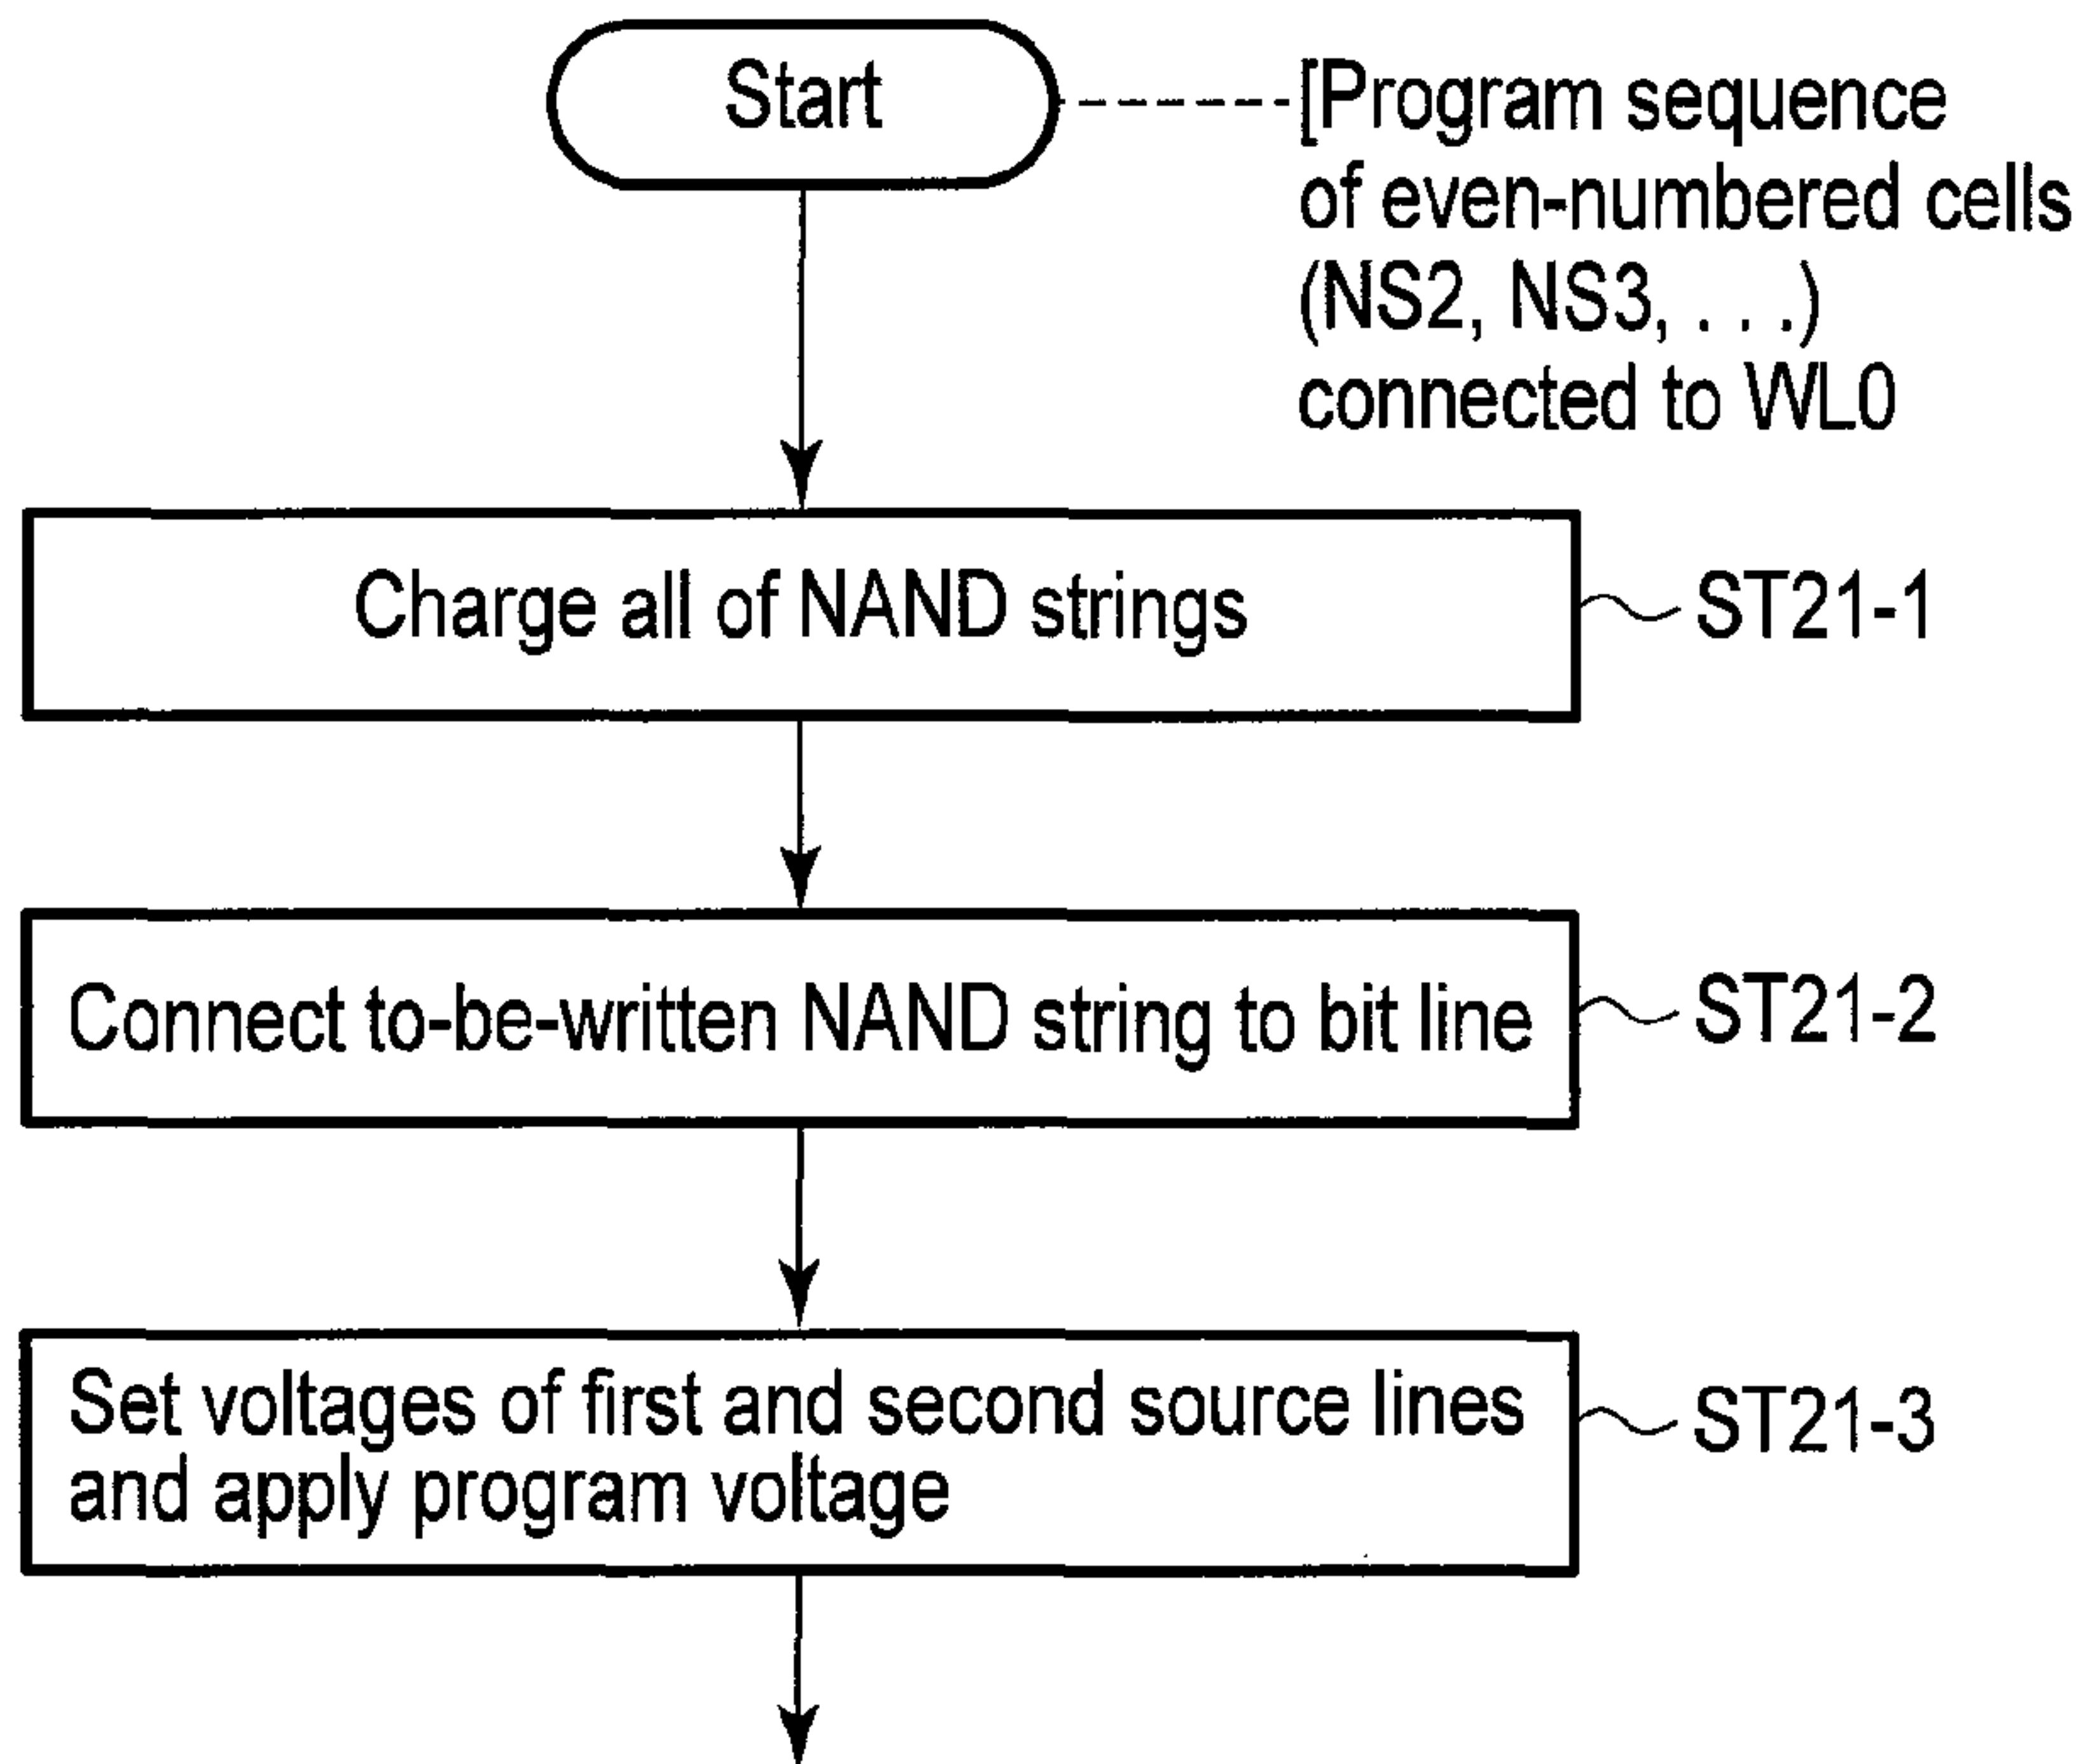 Start
[Program sequence
of even-numbered cells
(NS2, NS3, . . .)
connected to WL0
Charge all of NAND strings
ST21-1
Connect to-be-written NAND string to bit line
ST21-2
Set voltages of first and second source lines
and apply program voltage
ST21-3